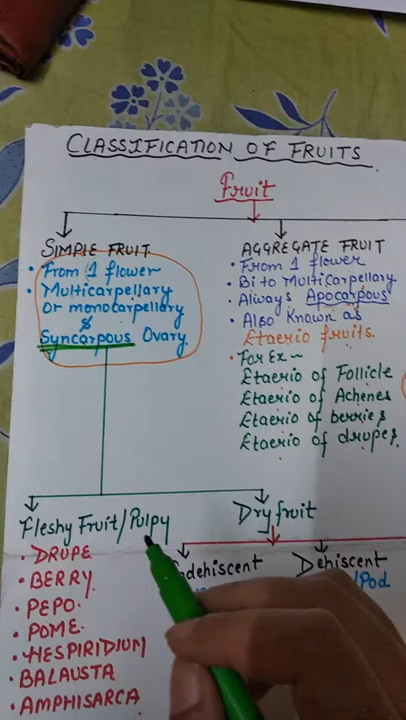 CLASSIFICATION OF FRUITS
Fruit
SIMPLE FRUIT
• From 1 flower
• Multicarpellary
Or monocarpellary
&
Syncarpous Ovary
AGGREGATE FRUIT
• From 1 flower
• Bi to Multicarpellary
• Always Apocarpous
• Also Known as
Etaerio fruits.
• For Ex ~
Etaerio of Follicle
Etaerio of Achenes
Etaerio of berries
Etaerio of drupes
Fleshy Fruit/Pulpy
• DRUPE
• BERRY
• PEPO
• POME
• HESPIRIDIUM
• BALAUSTA
• AMPHISARCA
Dry fruit
Dehiscent
/Pod